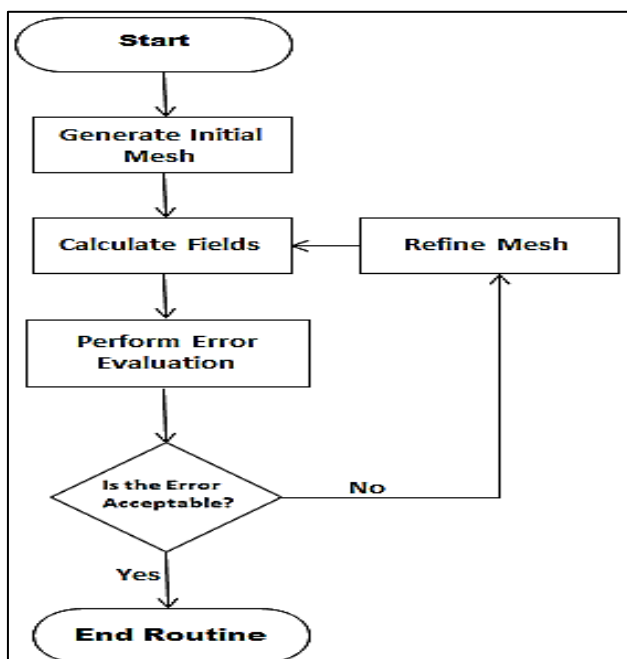 Start
Generate Initial
Mesh
Calculate Fields
Refine Mesh
Perform Error
Evaluation
Is the Error
Acceptable?
No
Yes
End Routine